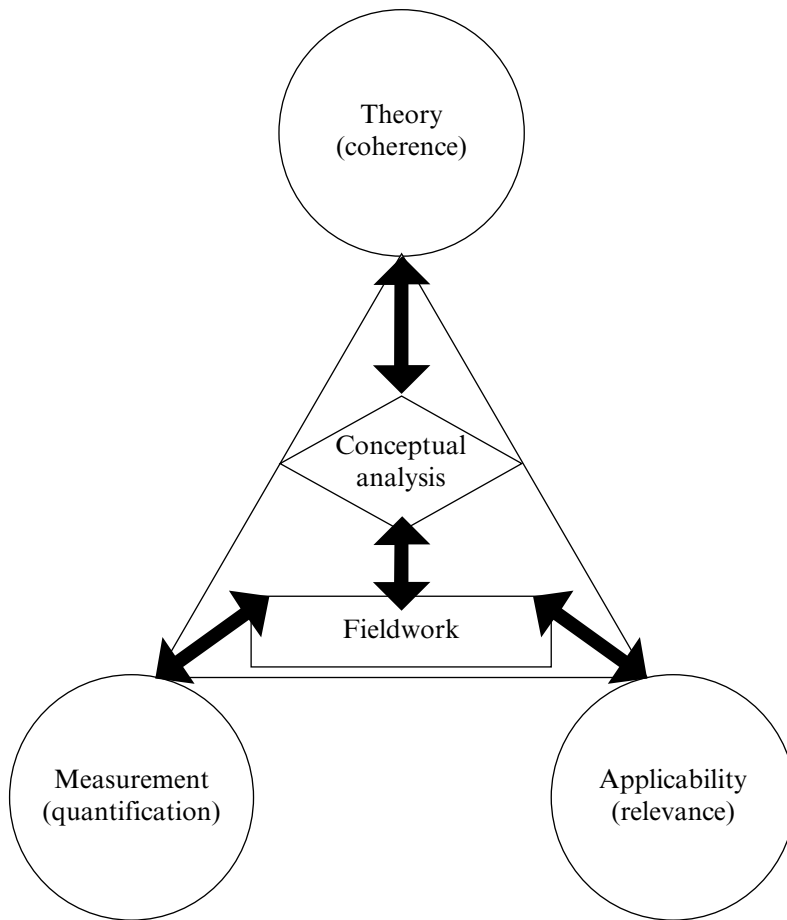 Theory
(coherence)
Conceptual
analysis
Fieldwork
Measurement
(quantification)
Applicability
(relevance)